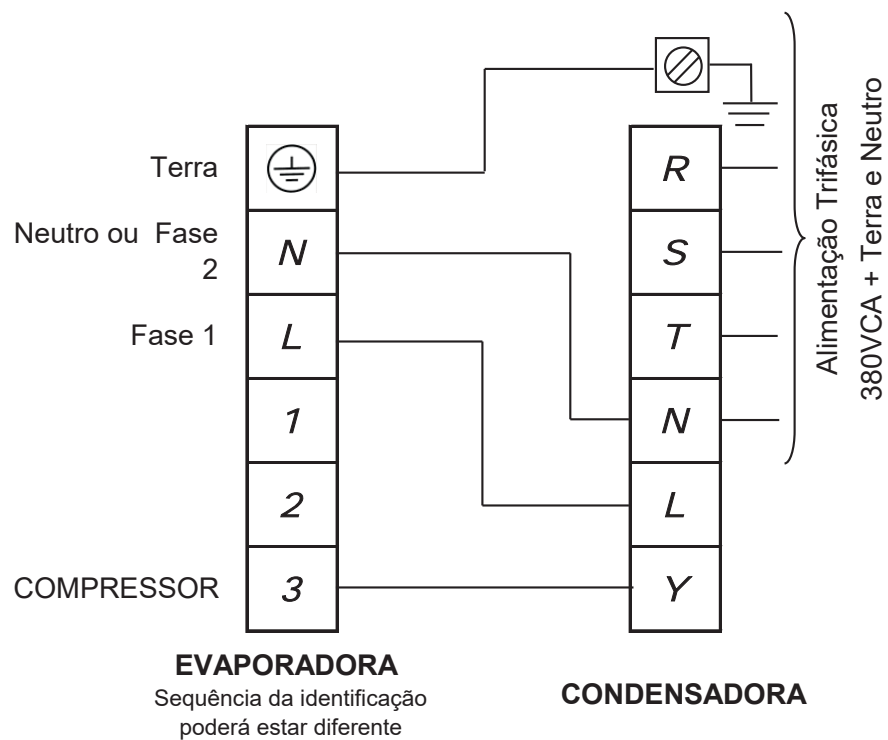 Terra
Neutro ou Fase
2
N
Fase 1
L
1
2
COMPRESSOR
3
EVAPORADORA
Sequência da identificação
poderá estar diferente
R
S
T
N
L
Y
CONDENSADORA
Alimentação Trifásica
380VCA + Terra e Neutro